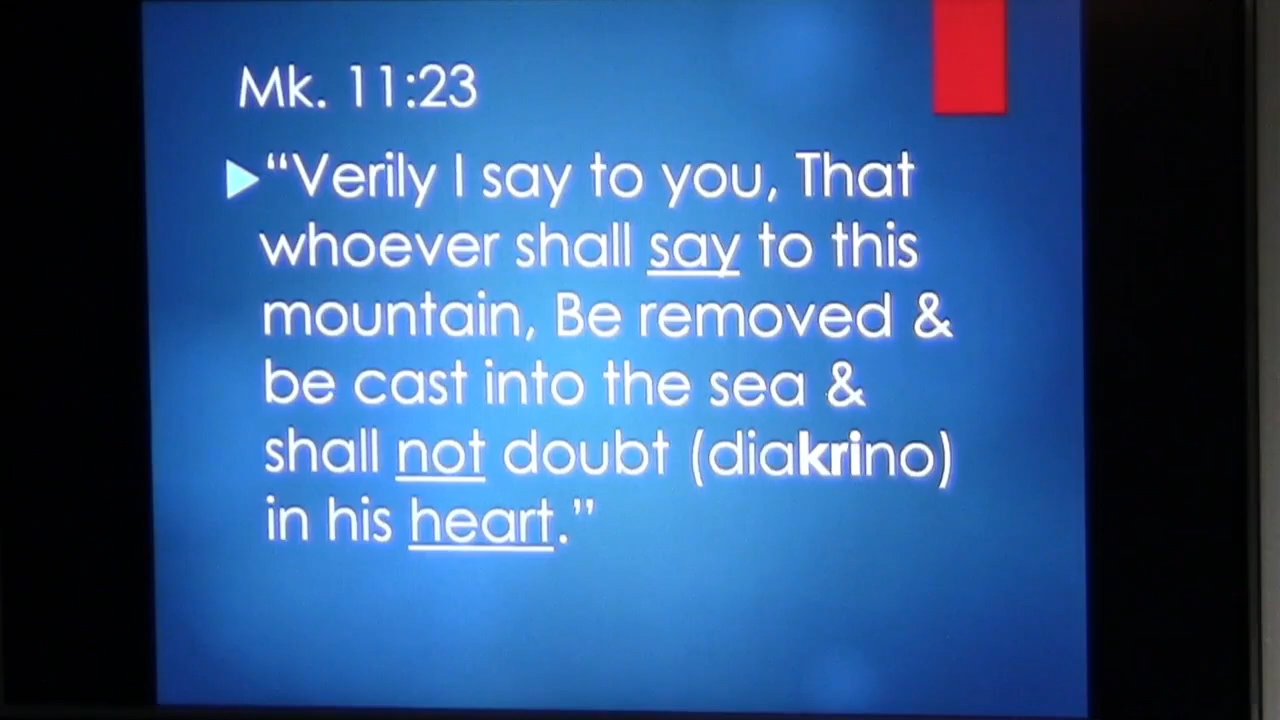 Mk. 11:23
“Verily I say to you, That
whoever shall say to this
mountain, Be removed &
be cast into the sea &
shall not doubt (diakrino)
in his heart.”